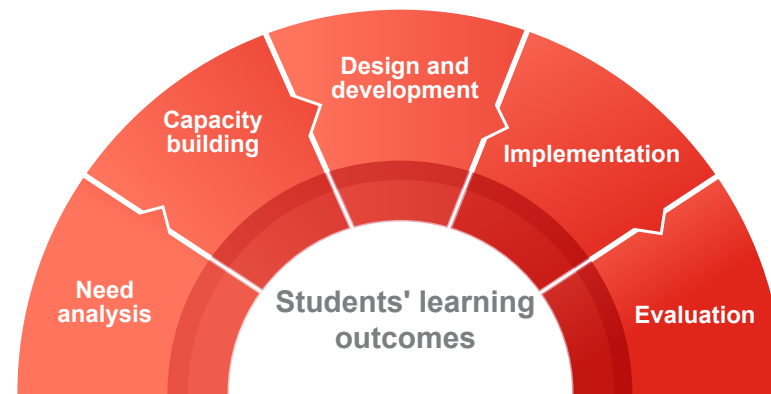 Need
analysis
Capacity
building
Design and
development
Implementation
Evaluation
Students' learning
outcomes